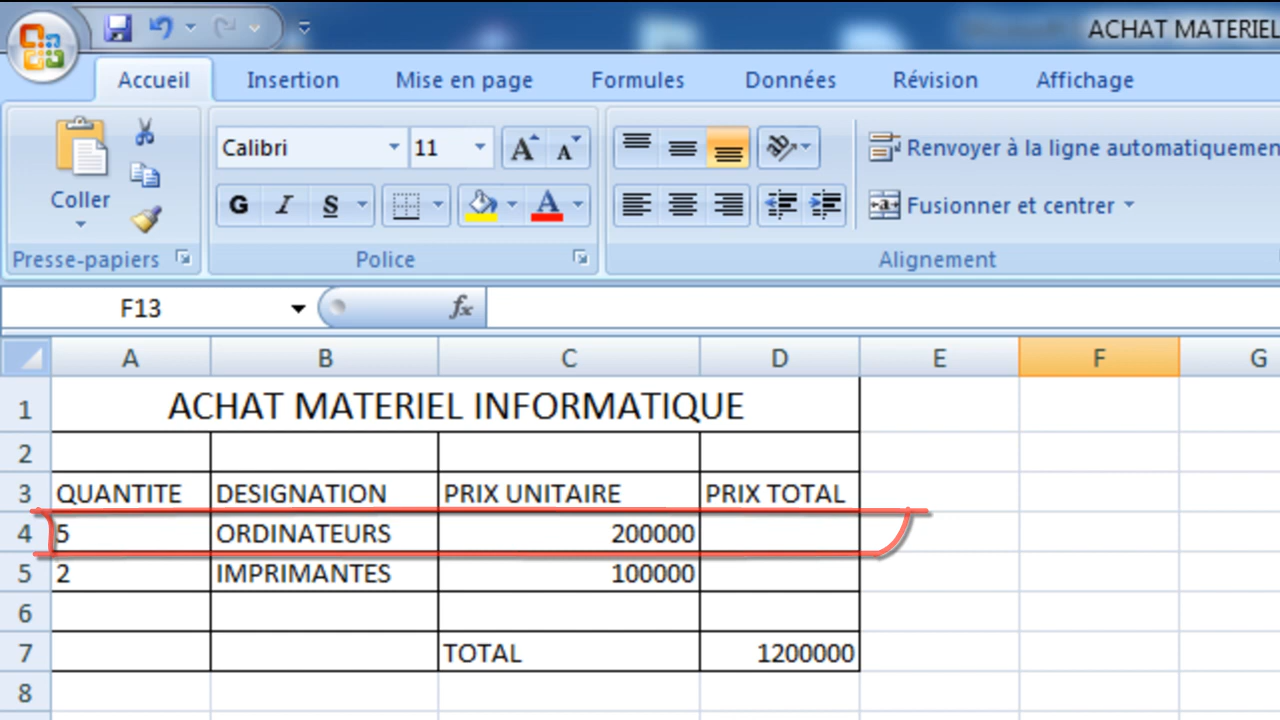 ACHAT MATERIEL
Accueil Insertion Mise en page Formules Données Révision Affichage
Calibri 11
Renvoyer à la ligne automatiquemen
Coller
G I S A
Fusionner et centrer
Presse-papiers Police Alignement
F13 fx
A B C D E F G
1 ACHAT MATERIEL INFORMATIQUE
2
3 QUANTITE DESIGNATION PRIX UNITAIRE PRIX TOTAL
4 5 ORDINATEURS 200000
5 2 IMPRIMANTES 100000
6
7 TOTAL 1200000
8